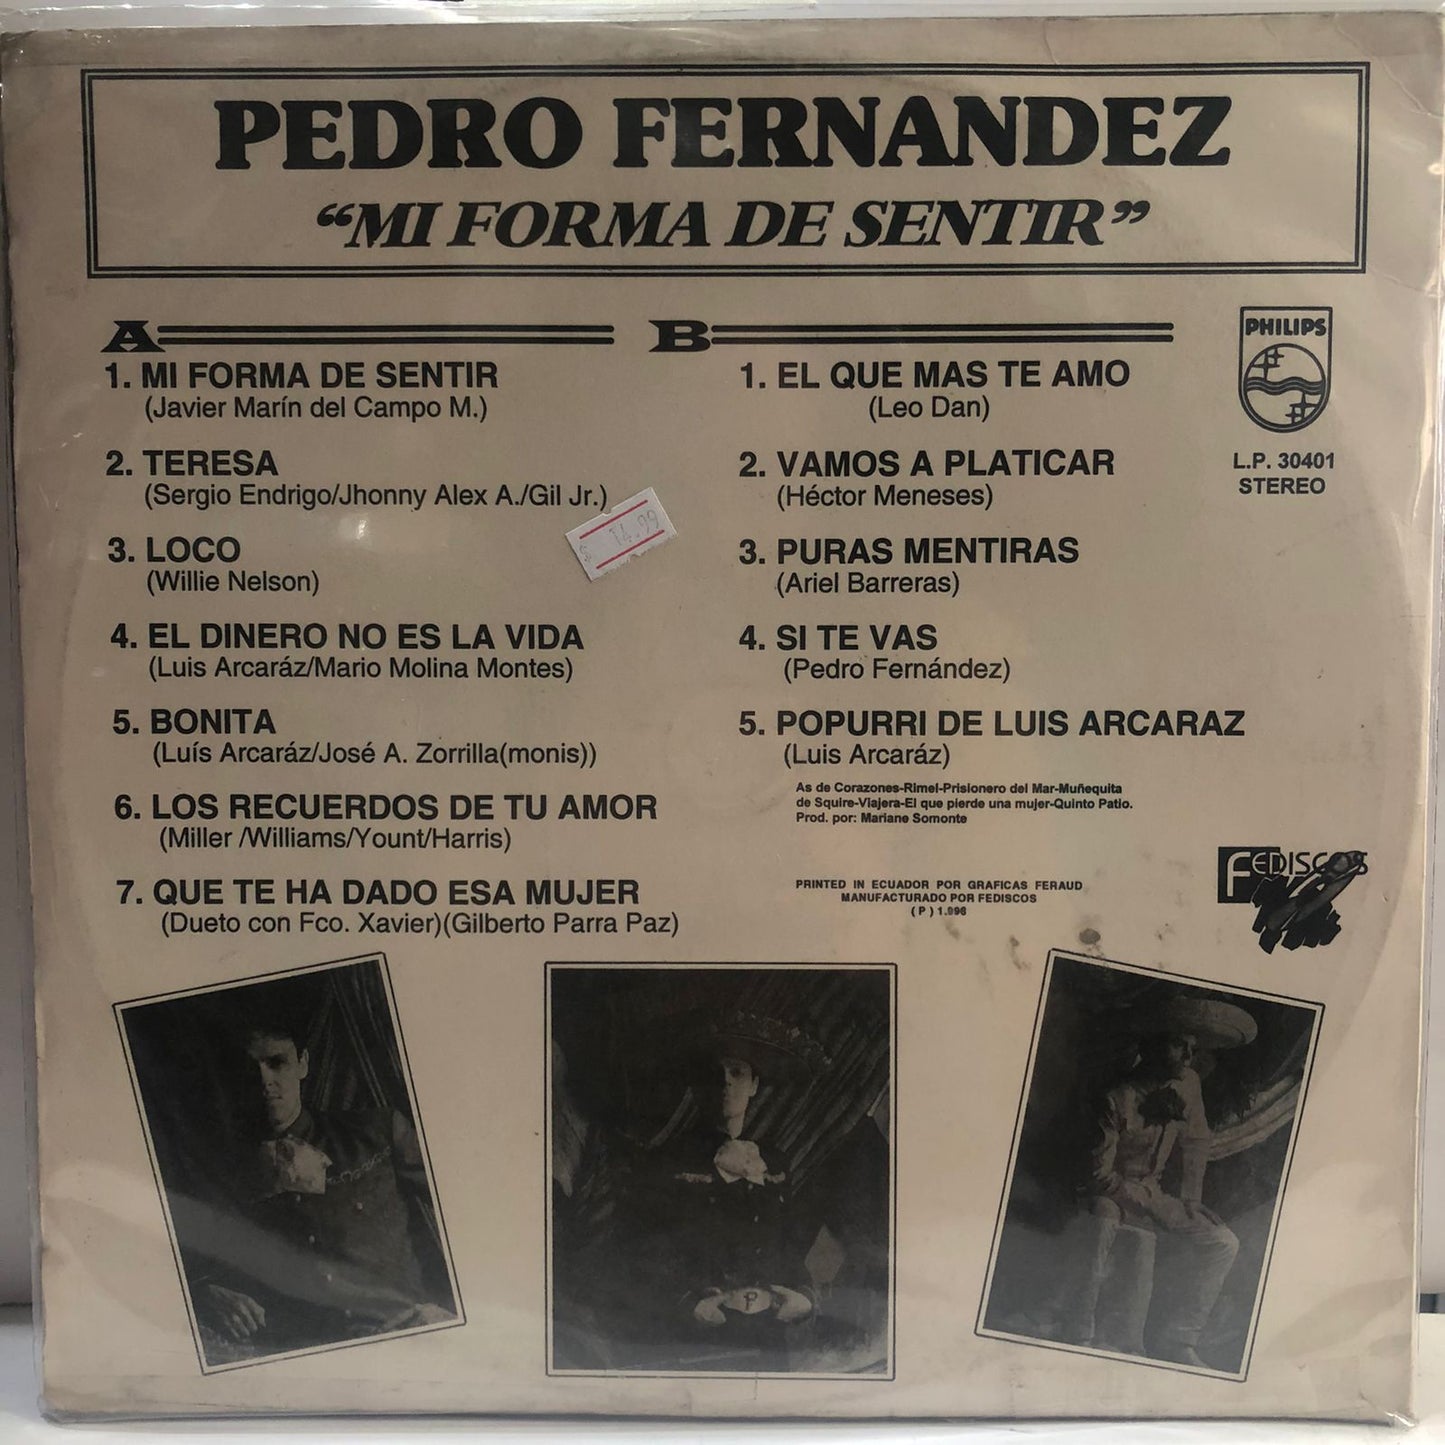 PEDRO FERNANDEZ
“MI FORMA DE SENTIR”
A
1. MI FORMA DE SENTIR
(Javier Marín del Campo M.)
2. TERESA
(Sergio Endrigo/Jhonny Alex A./Gil Jr.)
3. LOCO
(Willie Nelson)
4. EL DINERO NO ES LA VIDA
(Luis Arcaráz/Mario Molina Montes)
5. BONITA
(Luís Arcaráz/José A. Zorrilla(monis))
6. LOS RECUERDOS DE TU AMOR
(Miller /Williams/Yount/Harris)
7. QUE TE HA DADO ESA MUJER
(Dueto con Fco. Xavier)(Gilberto Parra Paz)
$ 14.99
B
1. EL QUE MAS TE AMO
(Leo Dan)
2. VAMOS A PLATICAR
(Héctor Meneses)
3. PURAS MENTIRAS
(Ariel Barreras)
4. SI TE VAS
(Pedro Fernández)
5. POPURRI DE LUIS ARCARAZ
(Luis Arcaráz)
As de Corazones-Rimel-Prisionero del Mar-Muñequita
de Squire-Viajera-El que pierde una mujer-Quinto Patio.
Prod. por: Mariane Somonte
PRINTED IN ECUADOR POR GRAFICAS FERAUD
MANUFACTURADO POR FEDISCOS
( P ) 1.996
PHILIPS
L.P. 30401
STEREO
FEDISCOS
P